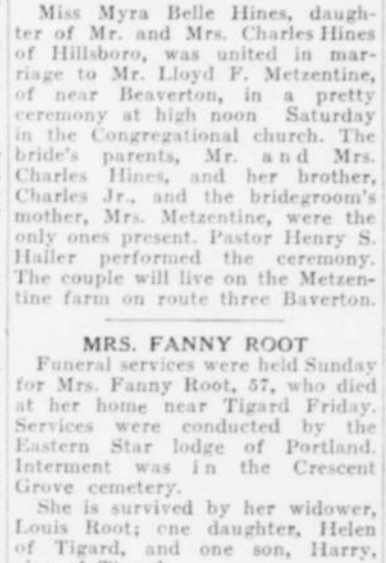 Miss Myra Belle Hines, daugh-
ter of Mr. and Mrs. Charles Hines
of Hillsboro, was united in mar-
riage to Mr. Lloyd F. Metzentine,
of near Beaverton, in a pretty
ceremony at high noon Saturday
in the Congregational church. The
bride's parents, Mr. and Mrs.
Charles Hines, and her brother,
Charles Jr., and the bridegroom's
mother, Mrs. Metzentine, were the
only ones present. Pastor Henry S.
Haller performed the ceremony.
The couple will live on the Metzen-
tine farm on route three Baverton.
MRS. FANNY ROOT
Funeral services were held Sunday
for Mrs. Fanny Root, 57, who died
at her home near Tigard Friday.
Services were conducted by the
Eastern Star lodge of Portland.
Interment was in the Crescent
Grove cemetery.
She is survived by her widower,
Louis Root; one daughter, Helen
of Tigard, and one son, Harry,